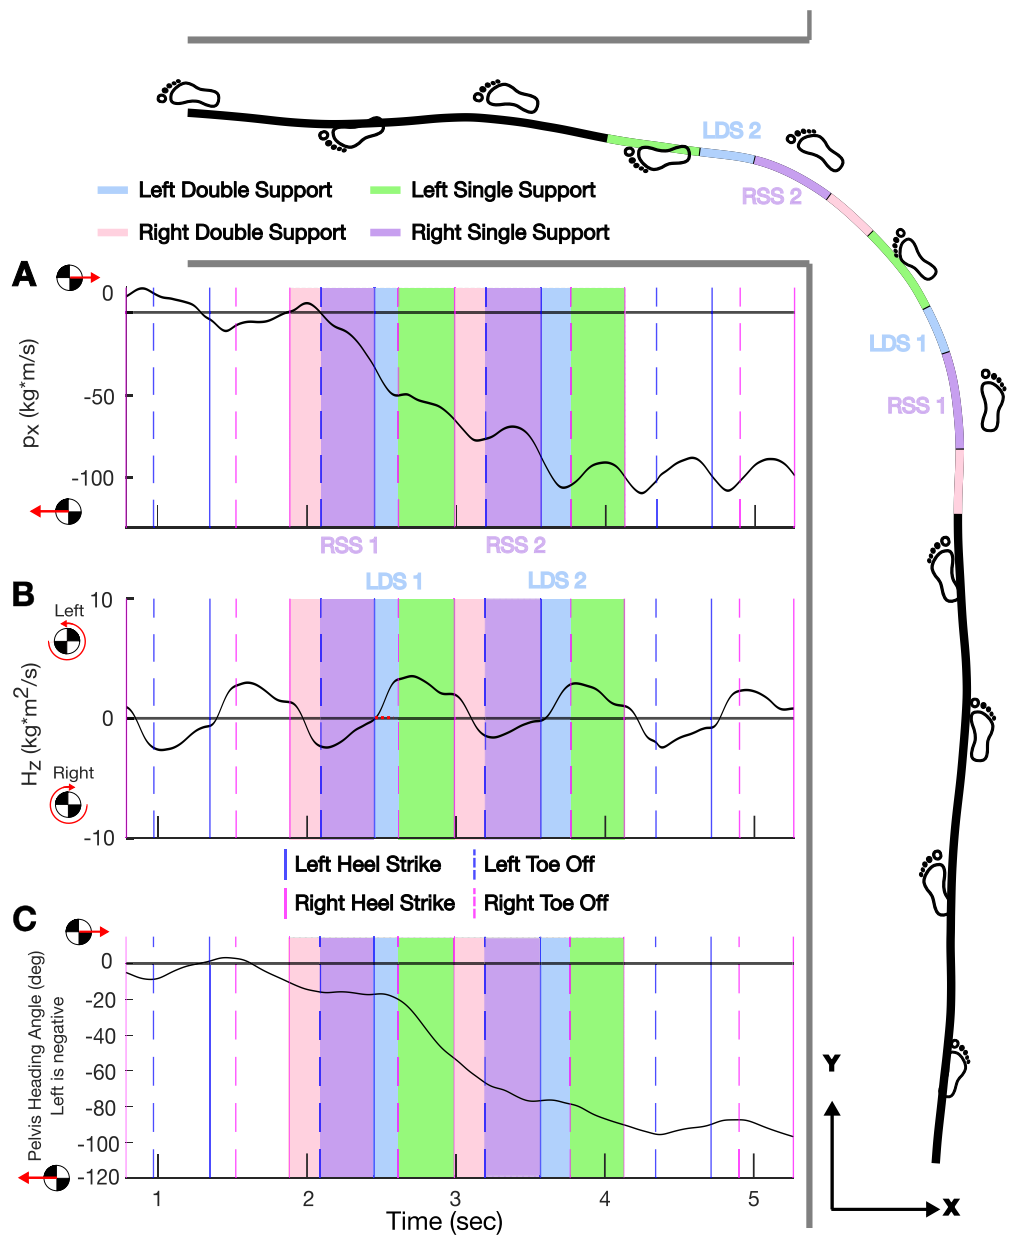 LDS 2
Left Double Support
Left Single Support
RSS 2
Right Double Support
Right Single Support
A
0
-50
-100
px (kg*m/s)
LDS 1
RSS 1
RSS 1
RSS 2
LDS 1
LDS 2
B
10
Left
0
Right
-10
Hz (kg*m²/s)
Left Heel Strike
Left Toe Off
Right Heel Strike
Right Toe Off
C
0
-20
-40
-60
-80
-100
-120
Pelvis Heading Angle (deg)
Left is negative
1
2
3
4
5
Time (sec)
Y
X